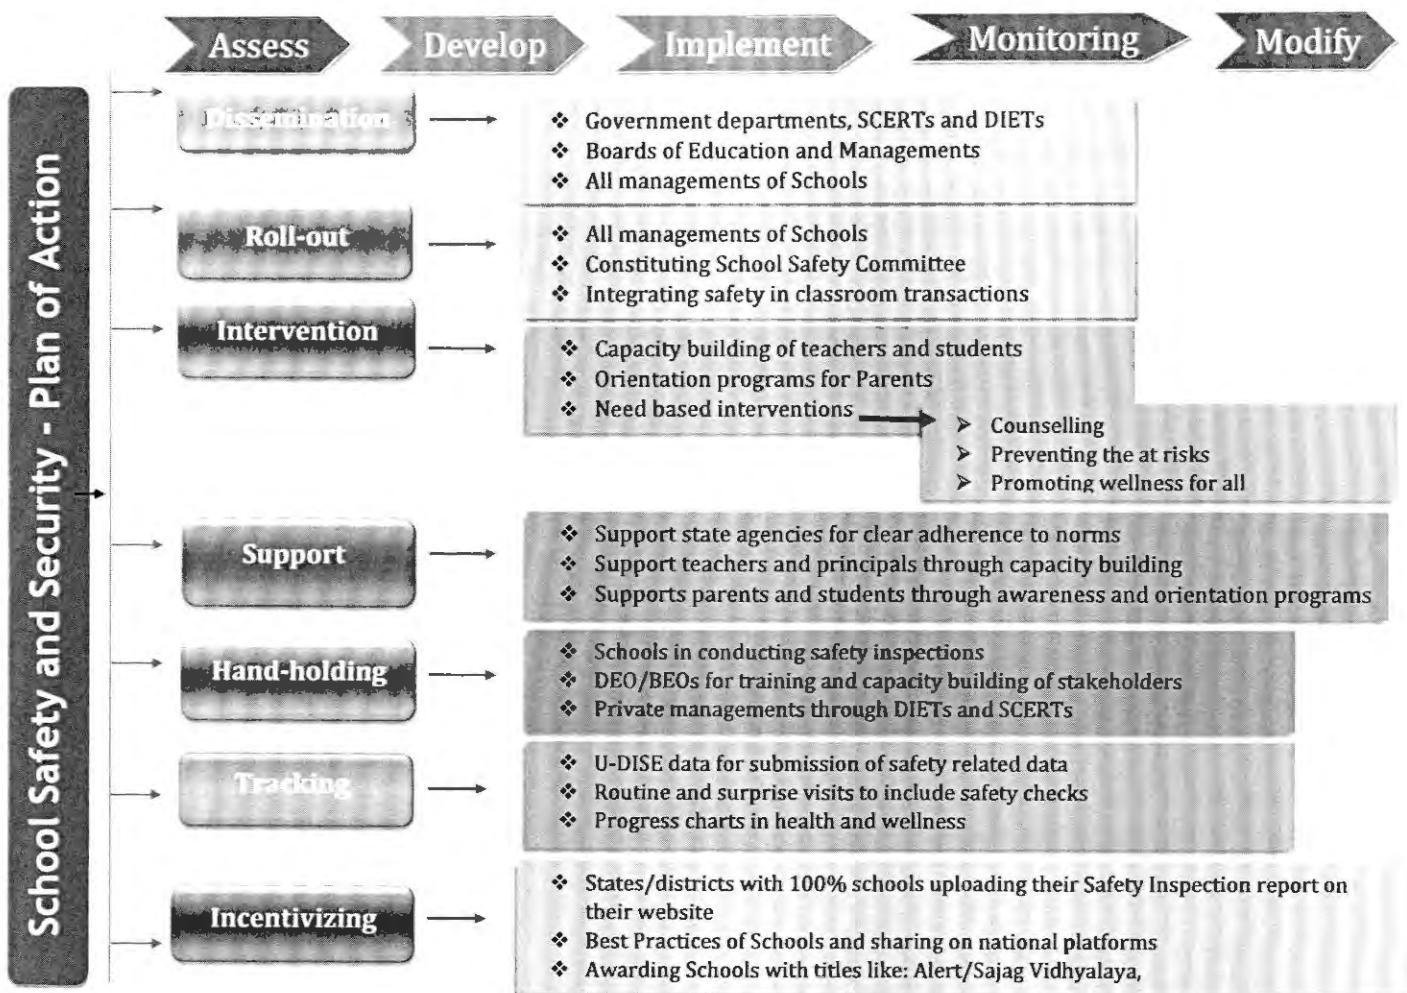 Assess Develop Implement Monitoring Modify
School Safety and Security - Plan of Action
Dissemination
❖ Government departments, SCERTs and DIETs
❖ Boards of Education and Managements
❖ All managements of Schools
Roll-out
❖ All managements of Schools
❖ Constituting School Safety Committee
❖ Integrating safety in classroom transactions
Intervention
❖ Capacity building of teachers and students
❖ Orientation programs for Parents
❖ Need based interventions
➢ Counselling
➢ Preventing the at risks
➢ Promoting wellness for all
Support
❖ Support state agencies for clear adherence to norms
❖ Support teachers and principals through capacity building
❖ Supports parents and students through awareness and orientation programs
Hand-holding
❖ Schools in conducting safety inspections
❖ DEO/BEOs for training and capacity building of stakeholders
❖ Private managements through DIETs and SCERTs
Tracking
❖ U-DISE data for submission of safety related data
❖ Routine and surprise visits to include safety checks
❖ Progress charts in health and wellness
Incentivizing
❖ States/districts with 100% schools uploading their Safety Inspection report on
their website
❖ Best Practices of Schools and sharing on national platforms
❖ Awarding Schools with titles like: Alert/Sajag Vidhyalaya,